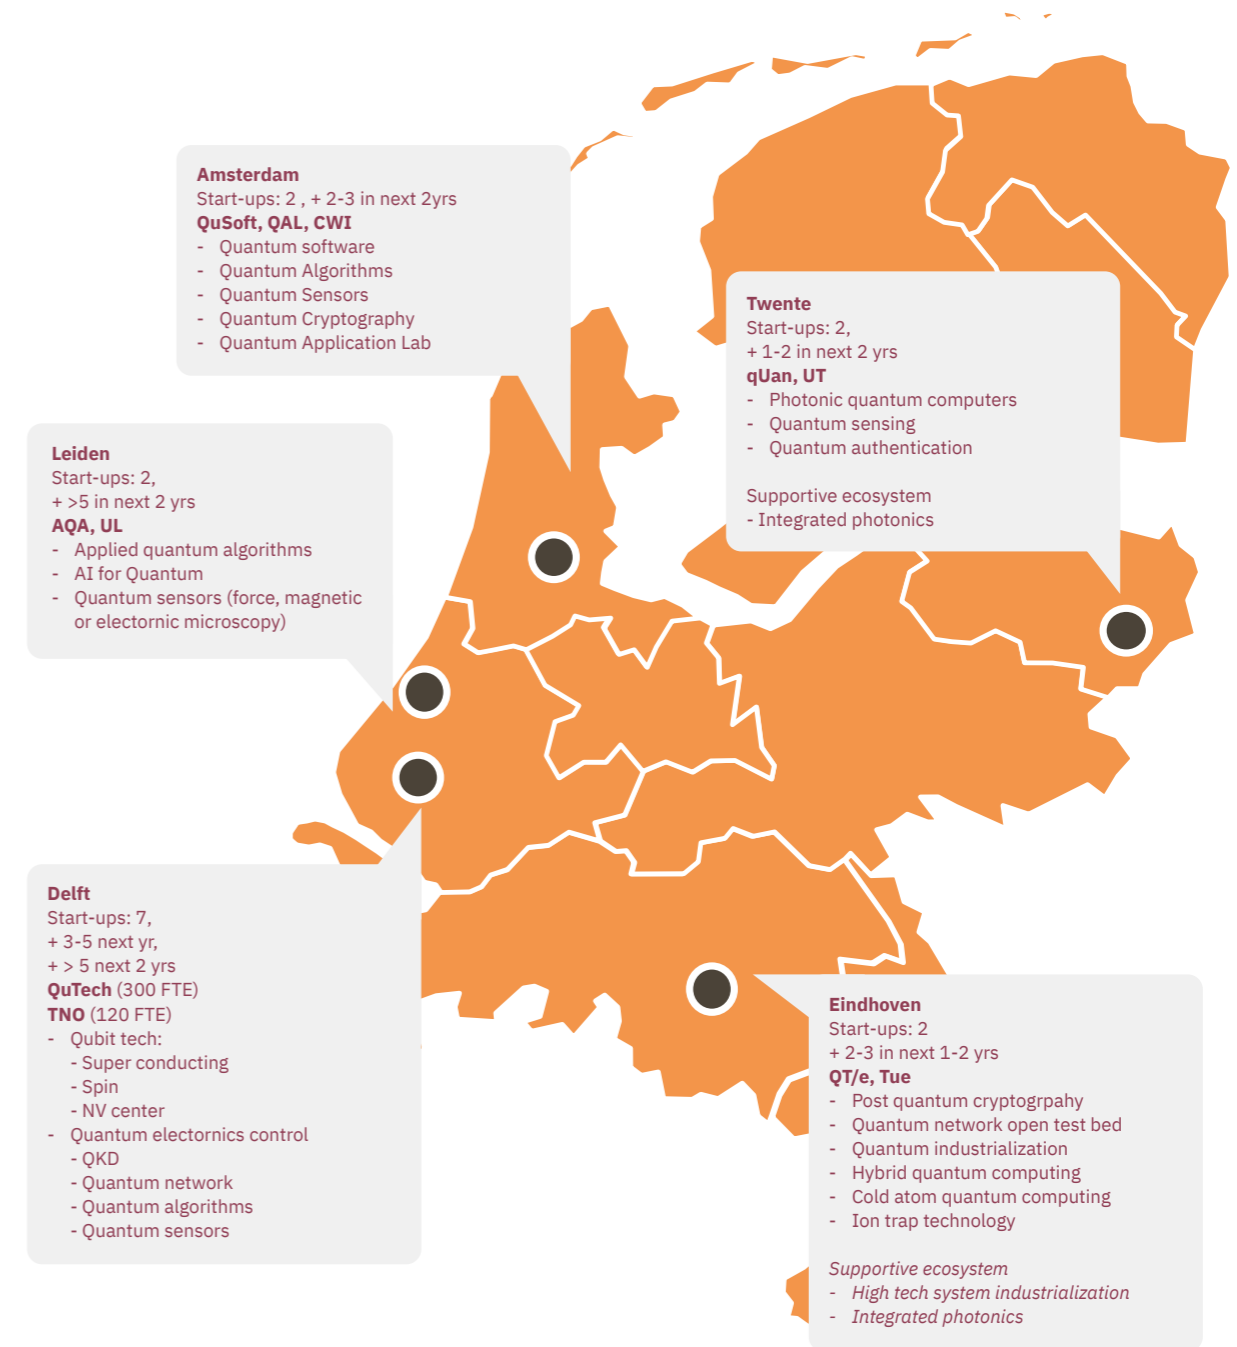 Amsterdam
Start-ups: 2 , + 2-3 in next 2yrs
QuSoft, QAL, CWI
- Quantum software
- Quantum Algorithms
- Quantum Sensors
- Quantum Cryptography
- Quantum Application Lab
Twente
Start-ups: 2,
+ 1-2 in next 2 yrs
qUan, UT
- Photonic quantum computers
- Quantum sensing
- Quantum authentication
Supportive ecosystem
- Integrated photonics
Leiden
Start-ups: 2,
+ >5 in next 2 yrs
AQA, UL
- Applied quantum algorithms
- AI for Quantum
- Quantum sensors (force, magnetic
or electornic microscopy)
Delft
Start-ups: 7,
+ 3-5 next yr,
+ > 5 next 2 yrs
QuTech (300 FTE)
TNO (120 FTE)
- Qubit tech:
- Super conducting
- Spin
- NV center
- Quantum electornics control
- QKD
- Quantum network
- Quantum algorithms
- Quantum sensors
Eindhoven
Start-ups: 2
+ 2-3 in next 1-2 yrs
QT/e, Tue
- Post quantum cryptogrpahy
- Quantum network open test bed
- Quantum industrialization
- Hybrid quantum computing
- Cold atom quantum computing
- Ion trap technology
Supportive ecosystem
- High tech system industrialization
- Integrated photonics